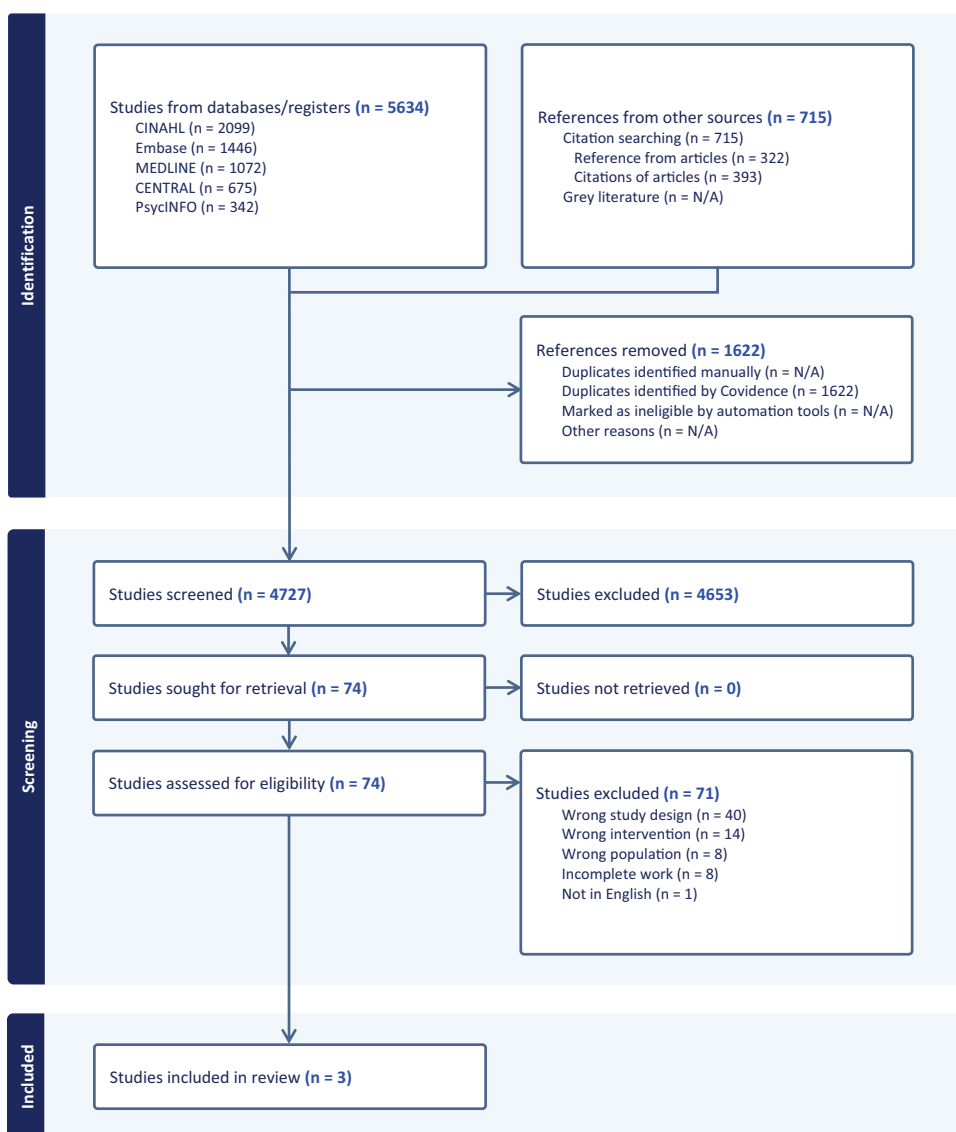 Identification
Studies from databases/registers (n = 5634)
CINAHL (n = 2099)
Embase (n = 1446)
MEDLINE (n = 1072)
CENTRAL (n = 675)
PsycINFO (n = 342)
References from other sources (n = 715)
Citation searching (n = 715)
Reference from articles (n = 322)
Citations of articles (n = 393)
Grey literature (n = N/A)
References removed (n = 1622)
Duplicates identified manually (n = N/A)
Duplicates identified by Covidence (n = 1622)
Marked as ineligible by automation tools (n = N/A)
Other reasons (n = N/A)
Screening
Studies screened (n = 4727)
Studies excluded (n = 4653)
Studies sought for retrieval (n = 74)
Studies not retrieved (n = 0)
Studies assessed for eligibility (n = 74)
Studies excluded (n = 71)
Wrong study design (n = 40)
Wrong intervention (n = 14)
Wrong population (n = 8)
Incomplete work (n = 8)
Not in English (n = 1)
Included
Studies included in review (n = 3)